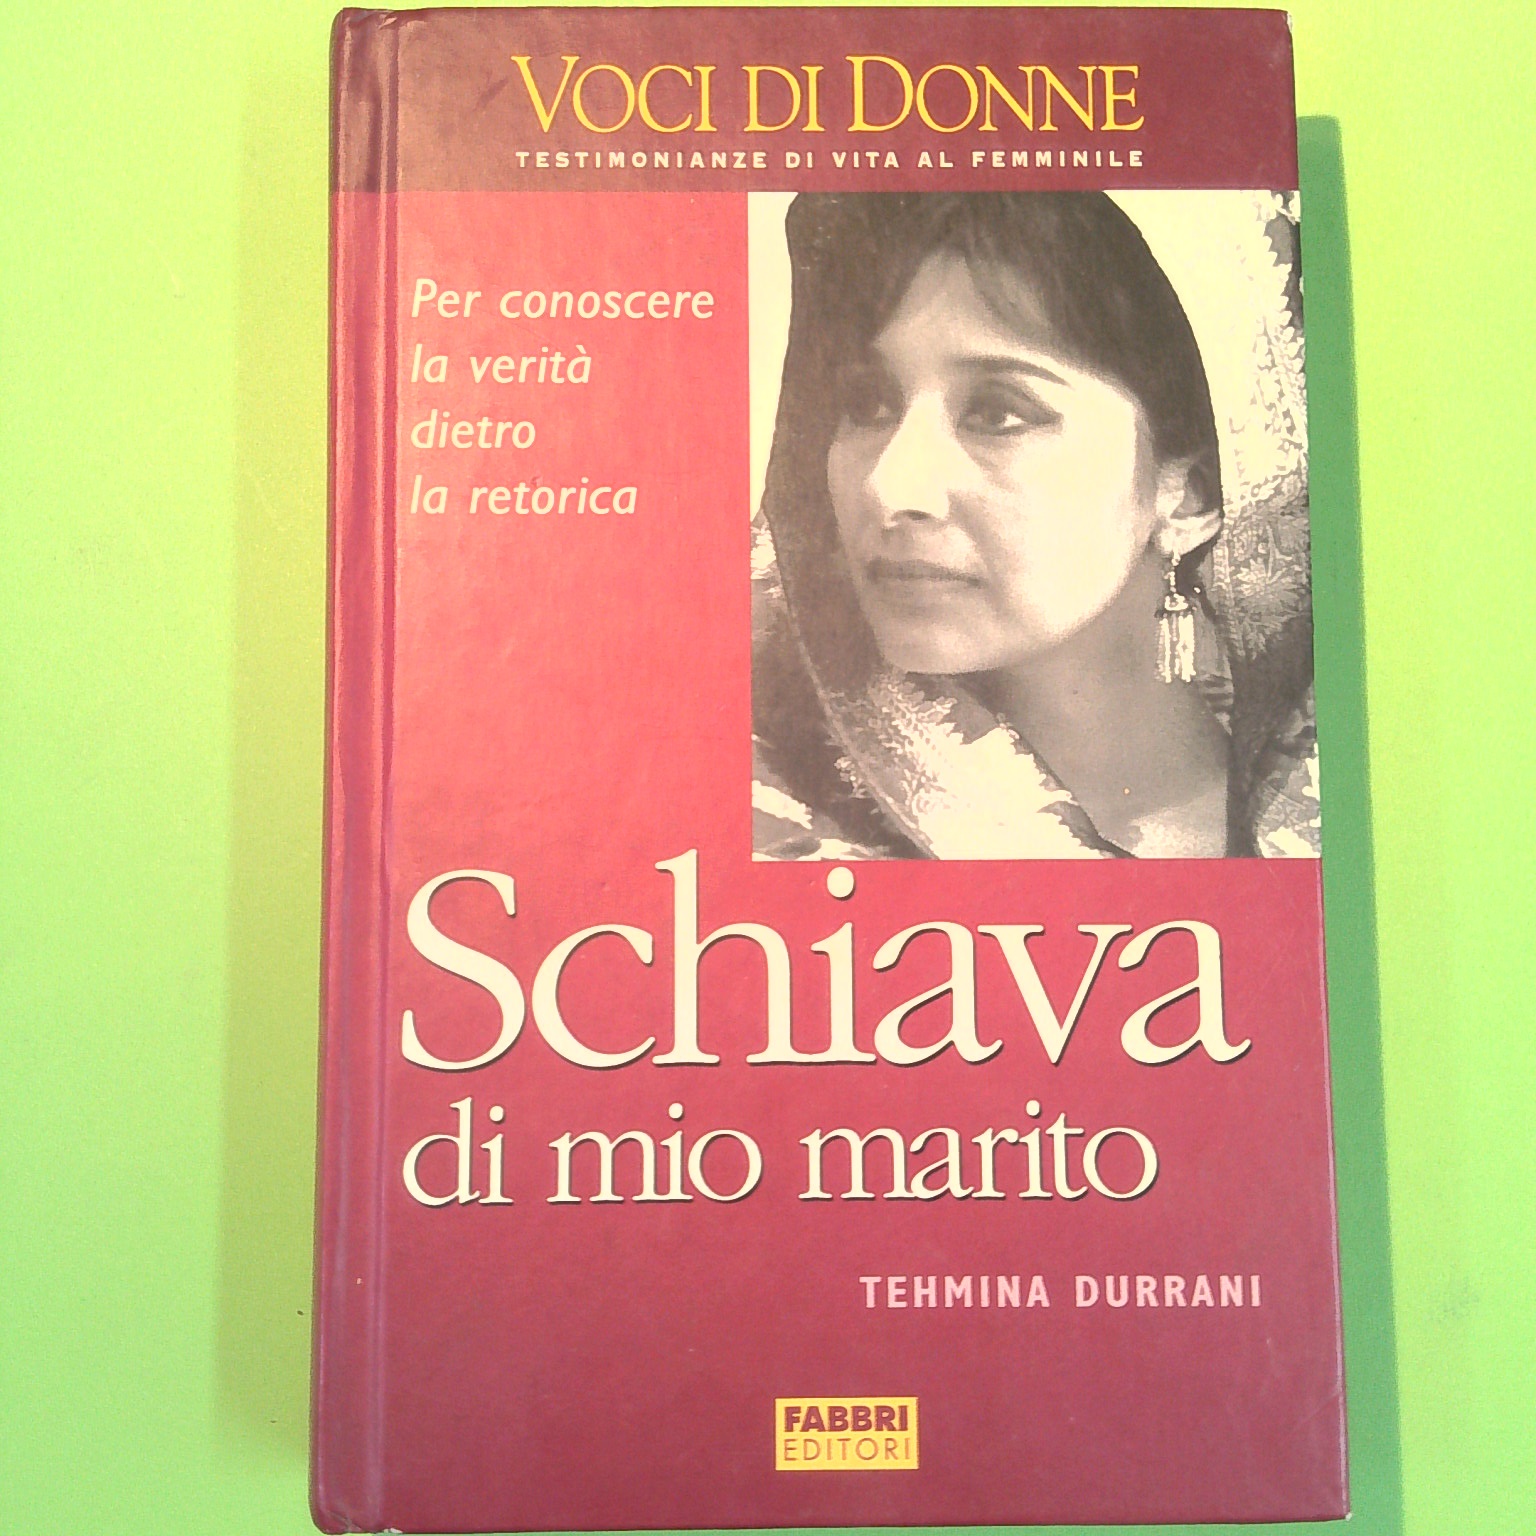 VOCI DI DONNE
TESTIMONIANZE DI VITA AL FEMMINILE
Per conoscere
la verità
dietro
la retorica
Schiava
di mio marito
TEHMINA DURRANI
FABBRI
EDITORI